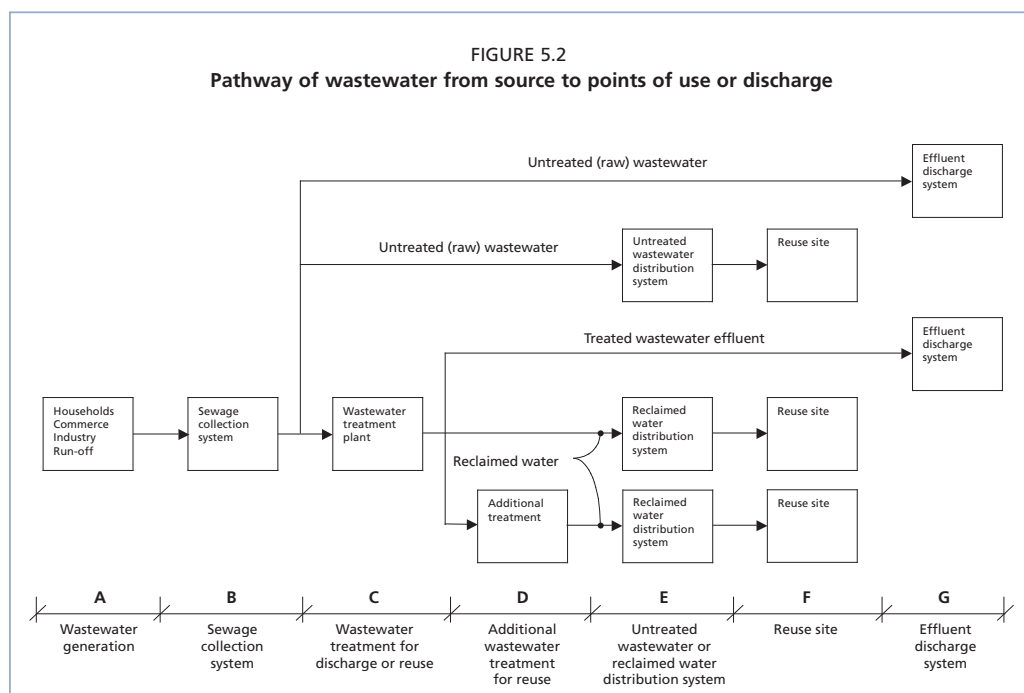 FIGURE 5.2
Pathway of wastewater from source to points of use or discharge
Untreated (raw) wastewater
Effluent
discharge
system
Untreated (raw) wastewater
Untreated
wastewater
distribution
system
Reuse site
Treated wastewater effluent
Effluent
discharge
system
Households
Commerce
Industry
Run-off
Sewage
collection
system
Wastewater
treatment
plant
Reclaimed water
Reclaimed
water
distribution
system
Reuse site
Additional
treatment
Reclaimed
water
distribution
system
Reuse site
A
B
C
D
E
F
G
Wastewater
generation
Sewage
collection
system
Wastewater
treatment for
discharge or reuse
Additional
wastewater
treatment
for reuse
Untreated
wastewater or
reclaimed water
distribution system
Reuse site
Effluent
discharge
system